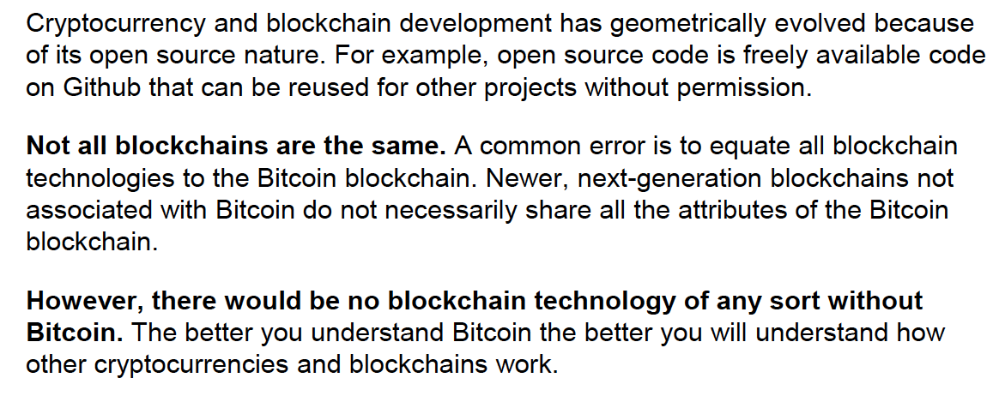 Cryptocurrency and blockchain development has geometrically evolved because
of its open source nature. For example, open source code is freely available code
on Github that can be reused for other projects without permission.
Not all blockchains are the same. A common error is to equate all blockchain
technologies to the Bitcoin blockchain. Newer, next-generation blockchains not
associated with Bitcoin do not necessarily share all the attributes of the Bitcoin
blockchain.
However, there would be no blockchain technology of any sort without
Bitcoin. The better you understand Bitcoin the better you will understand how
other cryptocurrencies and blockchains work.